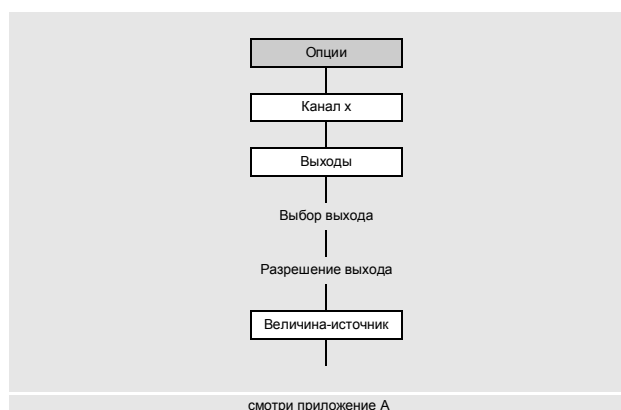 Опции
Канал x
Выходы
Выбор выхода
Разрешение выхода
Величина-источник
смотри приложение А